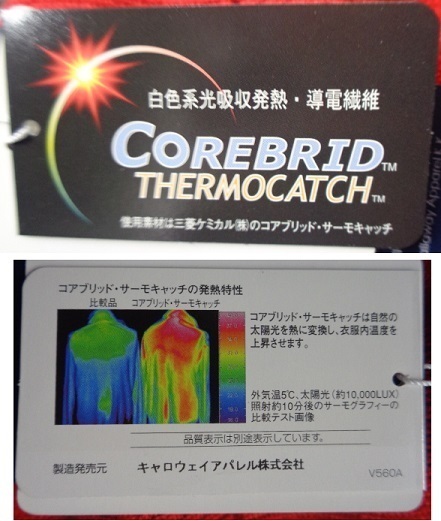 白色系光吸収発熱・導電繊維
COREBRID™
THERMOCATCH™
使用素材は三菱ケミカル(株)のコアブリッド・サーモキャッチ
コアブリッド・サーモキャッチの発熱特性
比較品 コアブリッド・サーモキャッチ
コアブリッド・サーモキャッチは自然の
太陽光を熱に変換し、衣服内温度を
上昇させます。
外気温5℃、太陽光(約10,000LUX)
照射約10分後のサーモグラフィーの
比較テスト画像
品質表示は別途表示しています。
製造発売元 キャロウェイアパレル株式会社
V560A